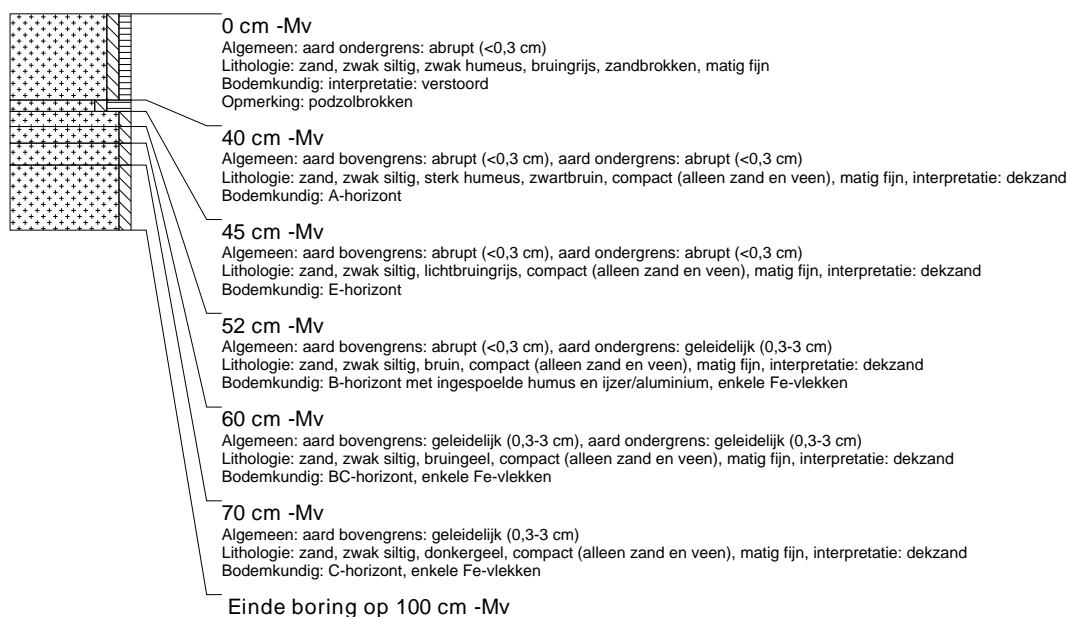 0 cm -Mv
Algemeen: aard ondergrens: abrupt (<0,3 cm)
Lithologie: zand, zwak siltig, zwak humeus, bruingrijs, zandbrokken, matig fijn
Bodemkundig: interpretatie: verstoord
Opmerking: podzolbrokken
40 cm -Mv
Algemeen: aard bovengrens: abrupt (<0,3 cm), aard ondergrens: abrupt (<0,3 cm)
Lithologie: zand, zwak siltig, sterk humeus, zwartbruin, compact (alleen zand en veen), matig fijn, interpretatie: dekzand
Bodemkundig: A-horizont
45 cm -Mv
Algemeen: aard bovengrens: abrupt (<0,3 cm), aard ondergrens: abrupt (<0,3 cm)
Lithologie: zand, zwak siltig, lichtbruingrijs, compact (alleen zand en veen), matig fijn, interpretatie: dekzand
Bodemkundig: E-horizont
52 cm -Mv
Algemeen: aard bovengrens: abrupt (<0,3 cm), aard ondergrens: geleidelijk (0,3-3 cm)
Lithologie: zand, zwak siltig, bruin, compact (alleen zand en veen), matig fijn, interpretatie: dekzand
Bodemkundig: B-horizont met ingespoelde humus en ijzer/aluminium, enkele Fe-vlekken
60 cm -Mv
Algemeen: aard bovengrens: geleidelijk (0,3-3 cm), aard ondergrens: geleidelijk (0,3-3 cm)
Lithologie: zand, zwak siltig, bruingeel, compact (alleen zand en veen), matig fijn, interpretatie: dekzand
Bodemkundig: BC-horizont, enkele Fe-vlekken
70 cm -Mv
Algemeen: aard bovengrens: geleidelijk (0,3-3 cm)
Lithologie: zand, zwak siltig, donkergeel, compact (alleen zand en veen), matig fijn, interpretatie: dekzand
Bodemkundig: C-horizont, enkele Fe-vlekken
Einde boring op 100 cm -Mv